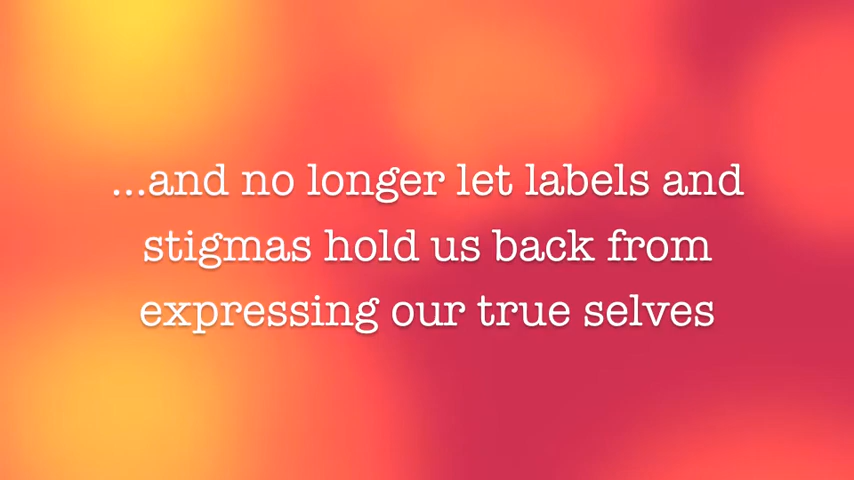 ...and no longer let labels and
stigmas hold us back from
expressing our true selves